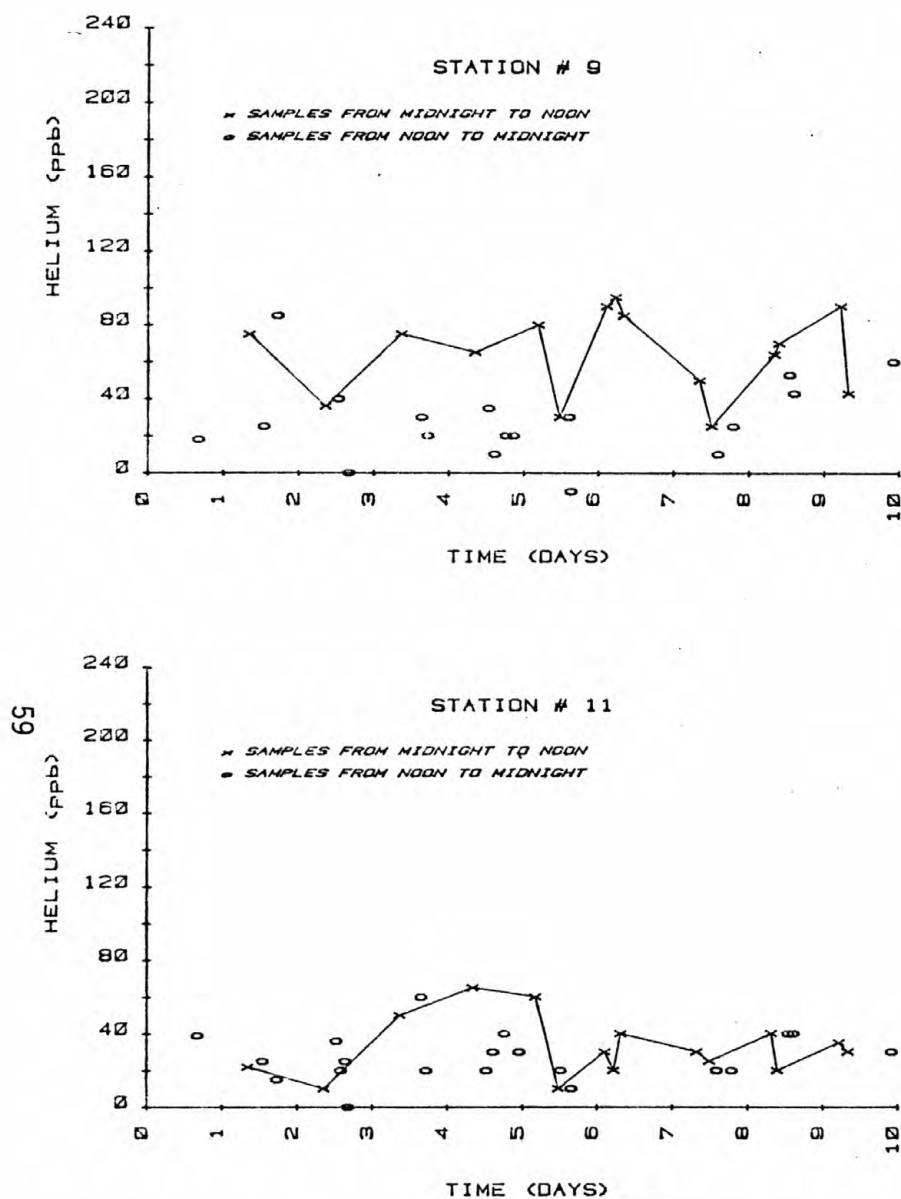 240
200
160
120
80
40
0
HELIUM (ppb)
STATION # 9
× SAMPLES FROM MIDNIGHT TO NOON
o SAMPLES FROM NOON TO MIDNIGHT
0 1 2 3 4 5 6 7 8 9 10
TIME (DAYS)
59
240
200
160
120
80
40
0
HELIUM (ppb)
STATION # 11
× SAMPLES FROM MIDNIGHT TO NOON
o SAMPLES FROM NOON TO MIDNIGHT
0 1 2 3 4 5 6 7 8 9 10
TIME (DAYS)